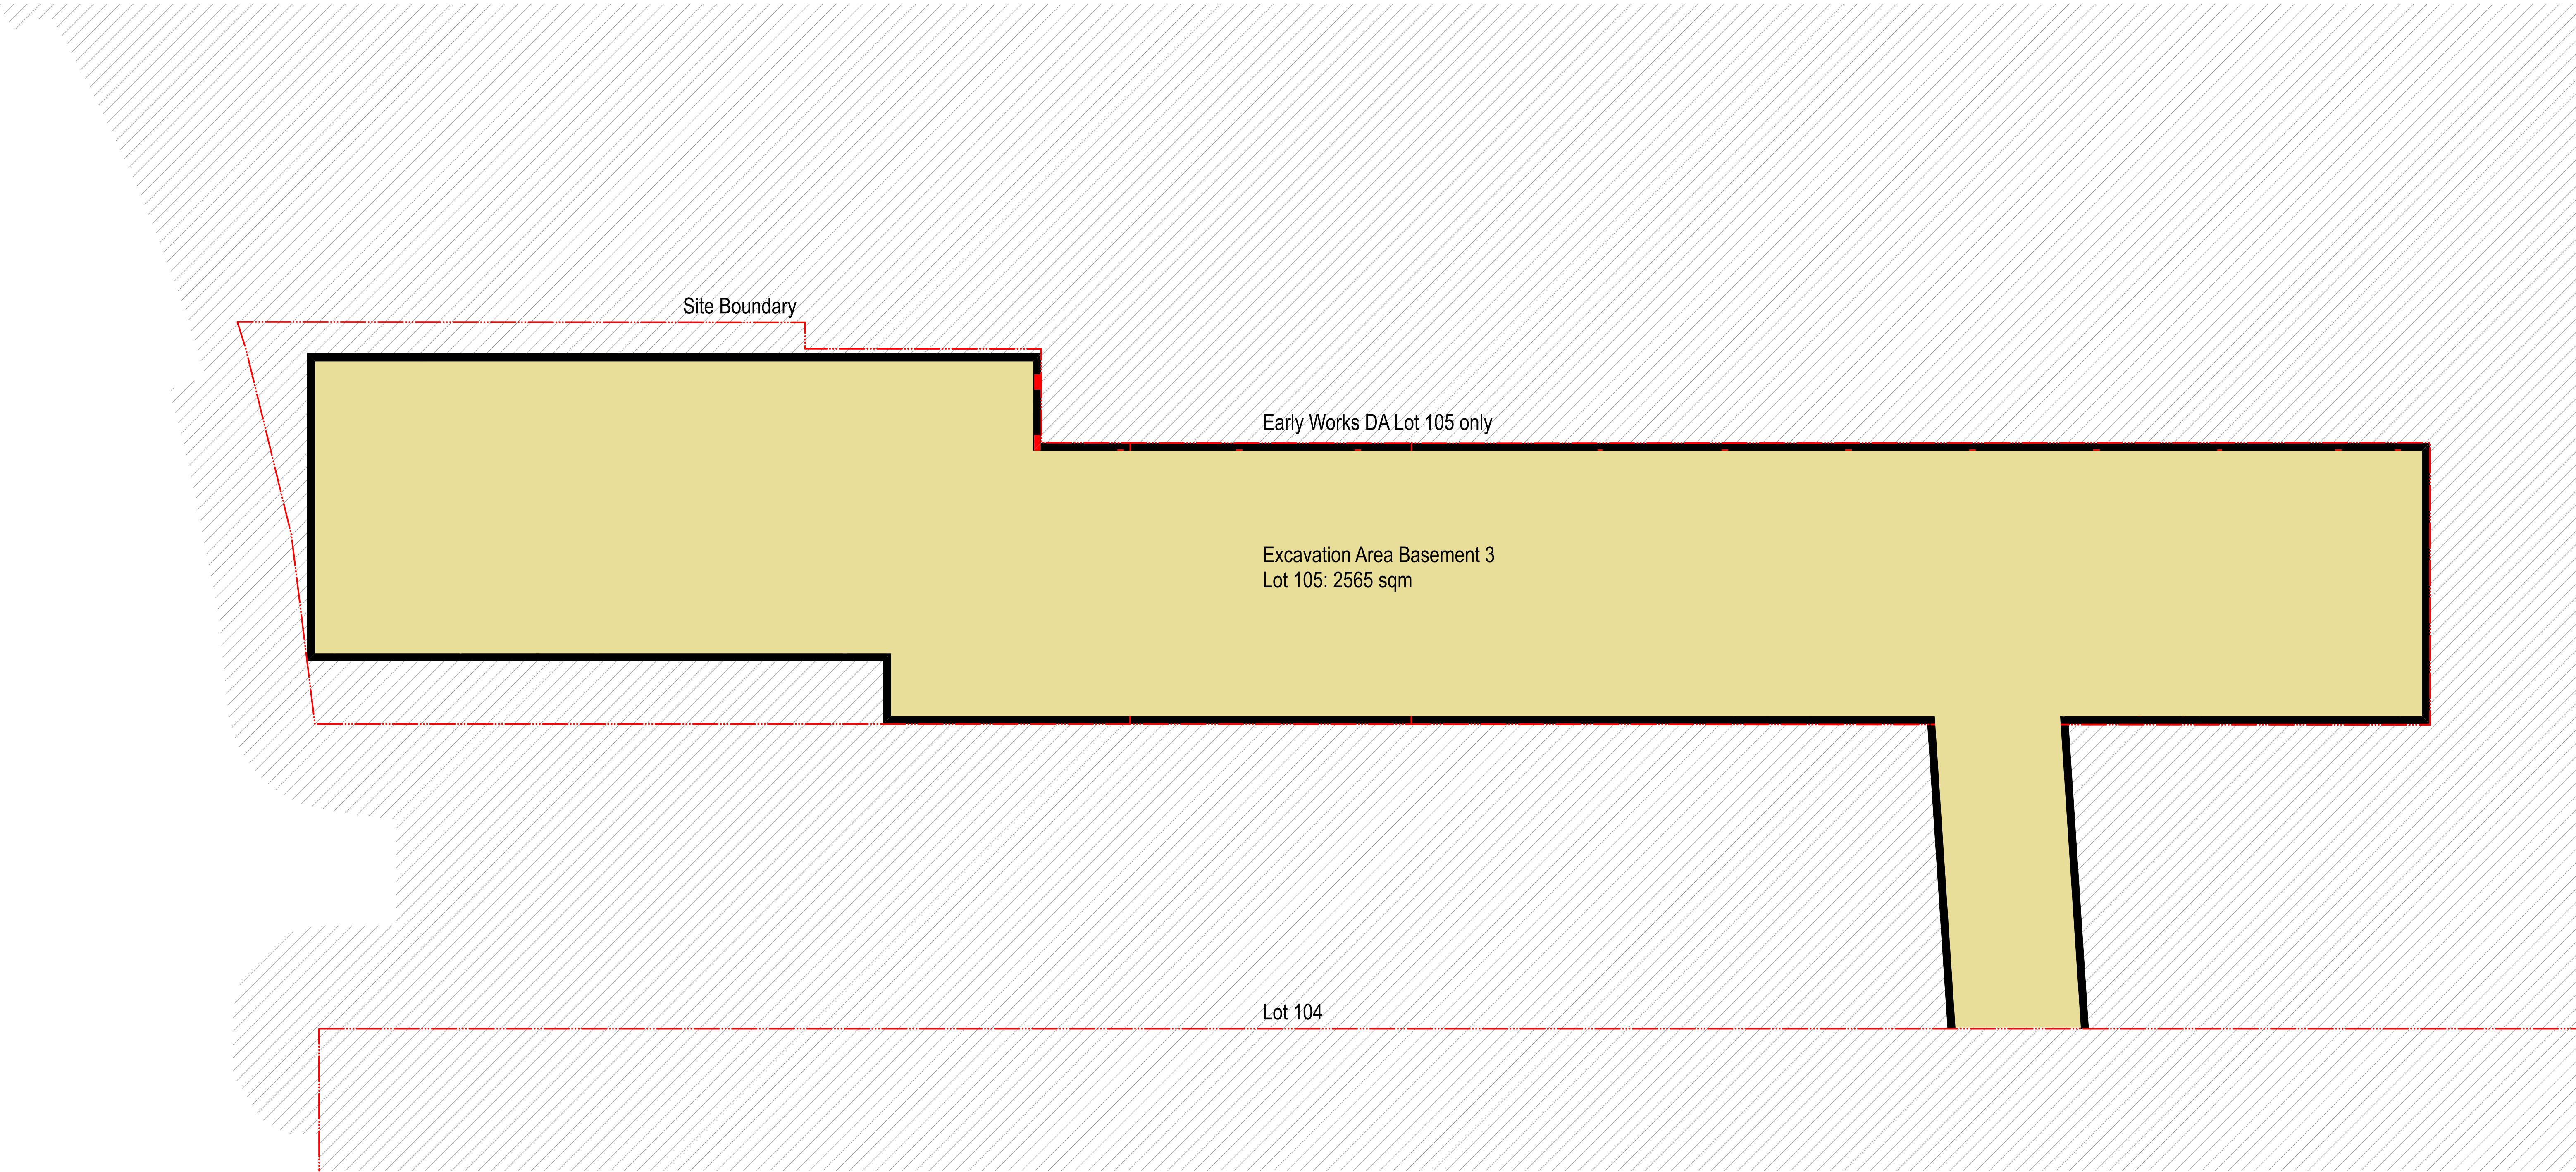 Site Boundary
Early Works DA Lot 105 only
Excavation Area Basement 3
Lot 105: 2565 sqm
Lot 104